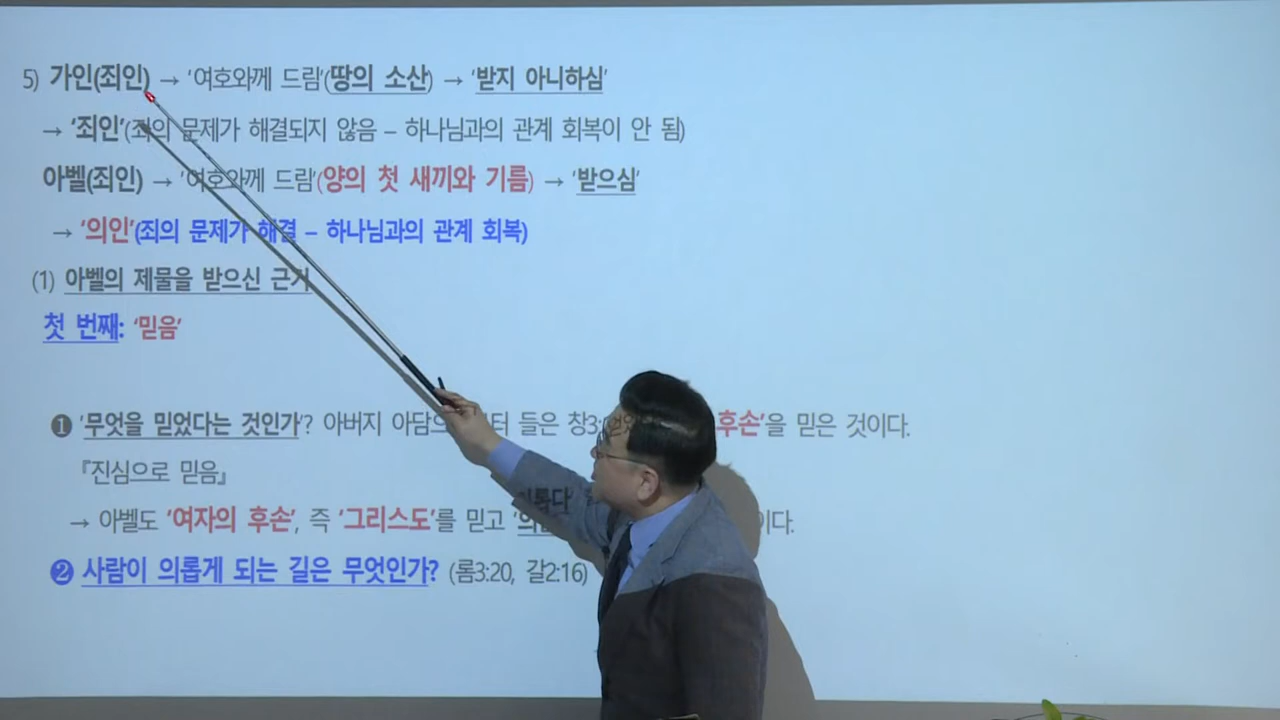 5) 가인(죄인) → '여호와께 드림'(땅의 소산) → '받지 아니하심'
→ '죄인'(죄의 문제가 해결되지 않음 – 하나님과의 관계 회복이 안 됨)
아벨(죄인) → '여호와께 드림'(양의 첫 새끼와 기름) → '받으심'
→ '의인'(죄의 문제가 해결 – 하나님과의 관계 회복)
(1) 아벨의 제물을 받으신 근거
첫 번째: '믿음'
❶ '무엇을 믿었다는 것인가'? 아버지 들은 창3: 후손'을 믿은 것이다.
『진심으로 믿음』
→ 아벨도 '여자의 후손', 즉 '그리스도'를 믿고
❷ 사람이 의롭게 되는 길은 무엇인가? (롬3:20, 갈2:16)